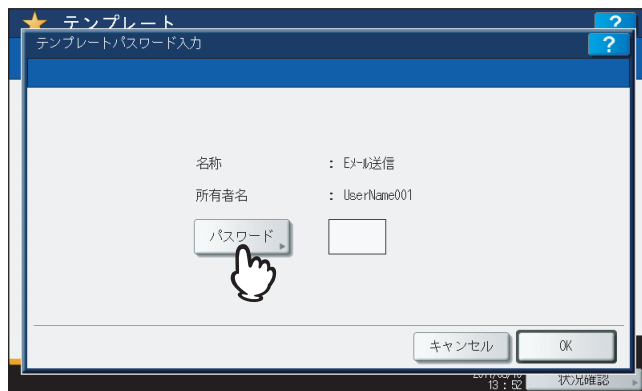 テンプレート ?
テンプレートパスワード入力 ?
名称 : Eメール送信
所有者名 : UserName001
パスワード
キャンセル OK
13 : 52 状況確認